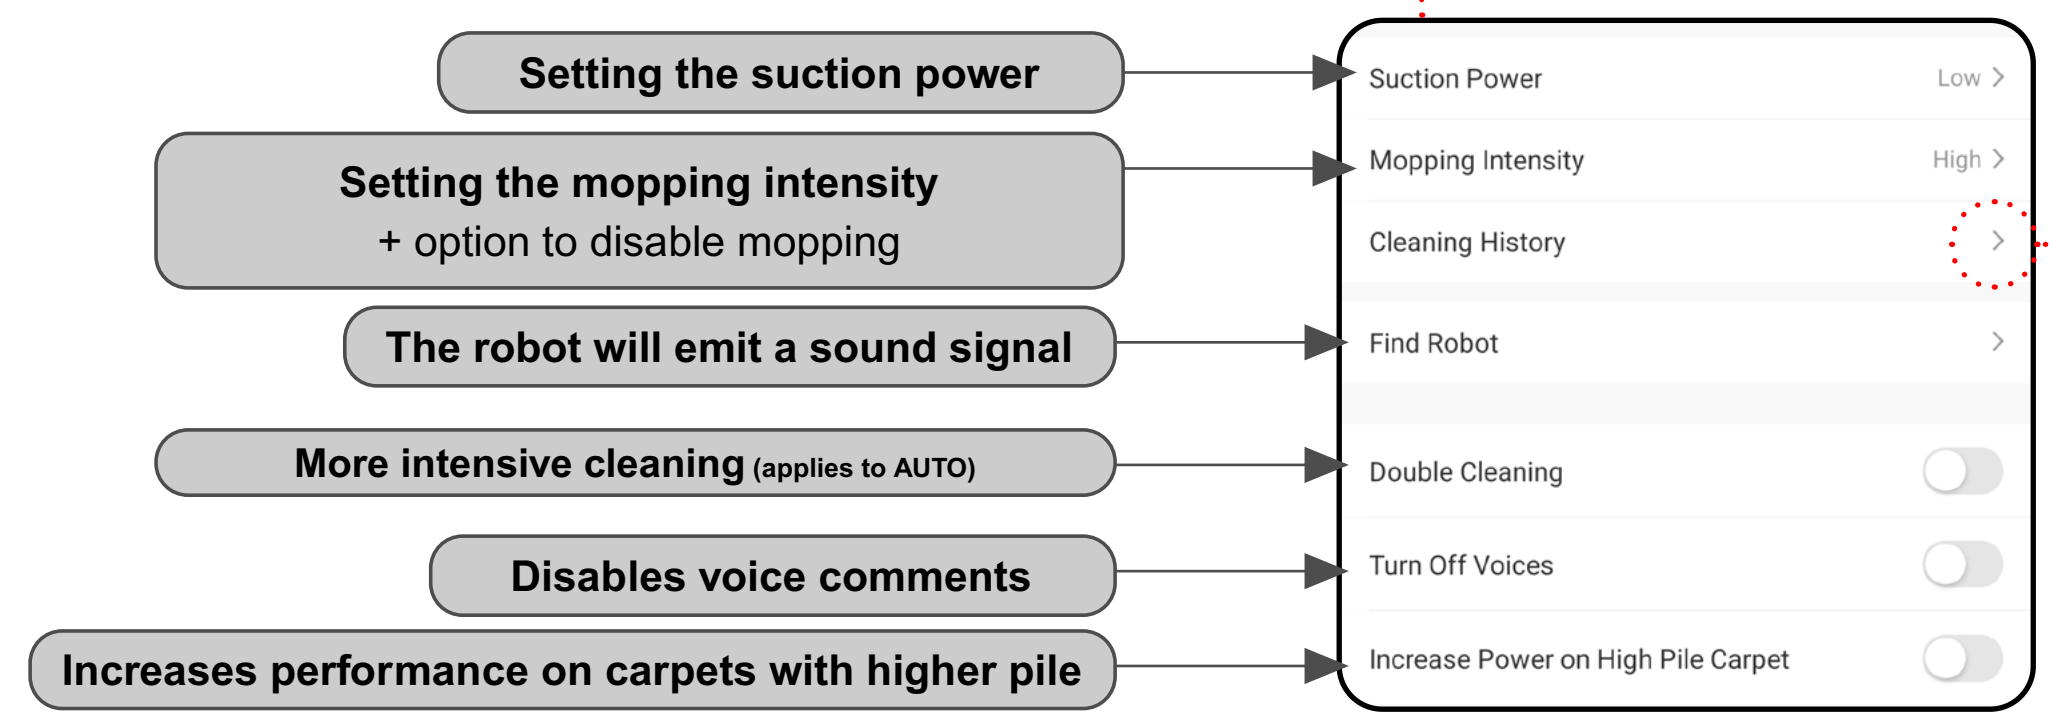 Setting the suction power
Suction Power
Low
Setting the mopping intensity
+ option to disable mopping
Mopping Intensity
High
Cleaning History
The robot will emit a sound signal
Find Robot
More intensive cleaning (applies to AUTO)
Double Cleaning
Disables voice comments
Turn Off Voices
Increases performance on carpets with higher pile
Increase Power on High Pile Carpet